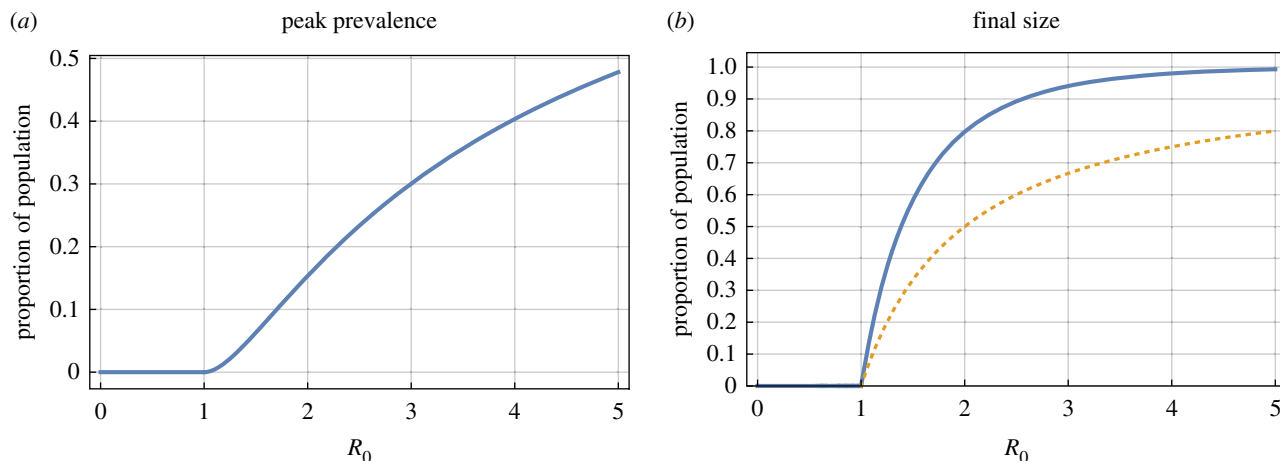 (a) peak prevalence
0.5
0.4
0.3
0.2
0.1
0
proportion of population
0 1 2 3 4 5
R0
(b) final size
1.0
0.9
0.8
0.7
0.6
0.5
0.4
0.3
0.2
0.1
0
proportion of population
0 1 2 3 4 5
R0